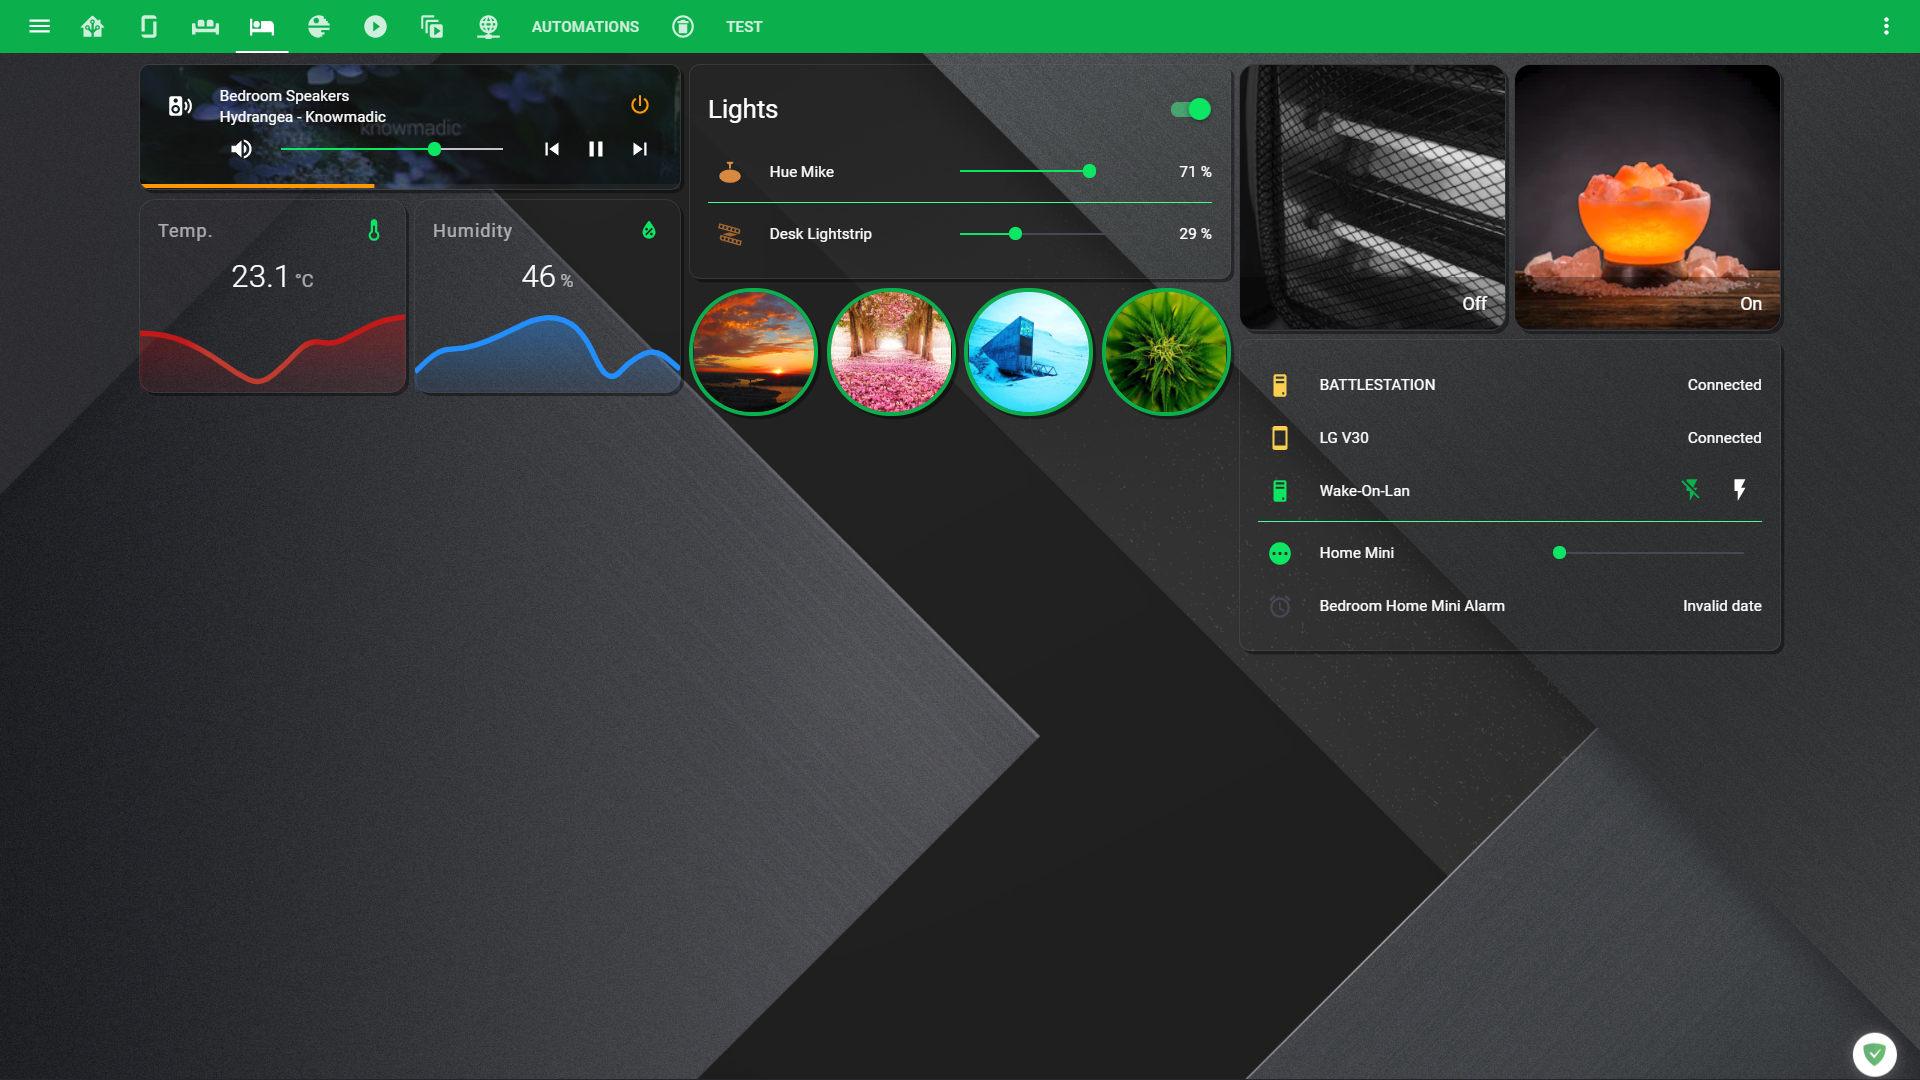 AUTOMATIONS
TEST
Bedroom Speakers
Hydrangea - Knowmadic
knowmadic
Temp.
23.1 °C
Humidity
46 %
Lights
Hue Mike
71 %
Desk Lightstrip
29 %
Off
On
BATTLESTATION
Connected
LG V30
Connected
Wake-On-Lan
Home Mini
Bedroom Home Mini Alarm
Invalid date